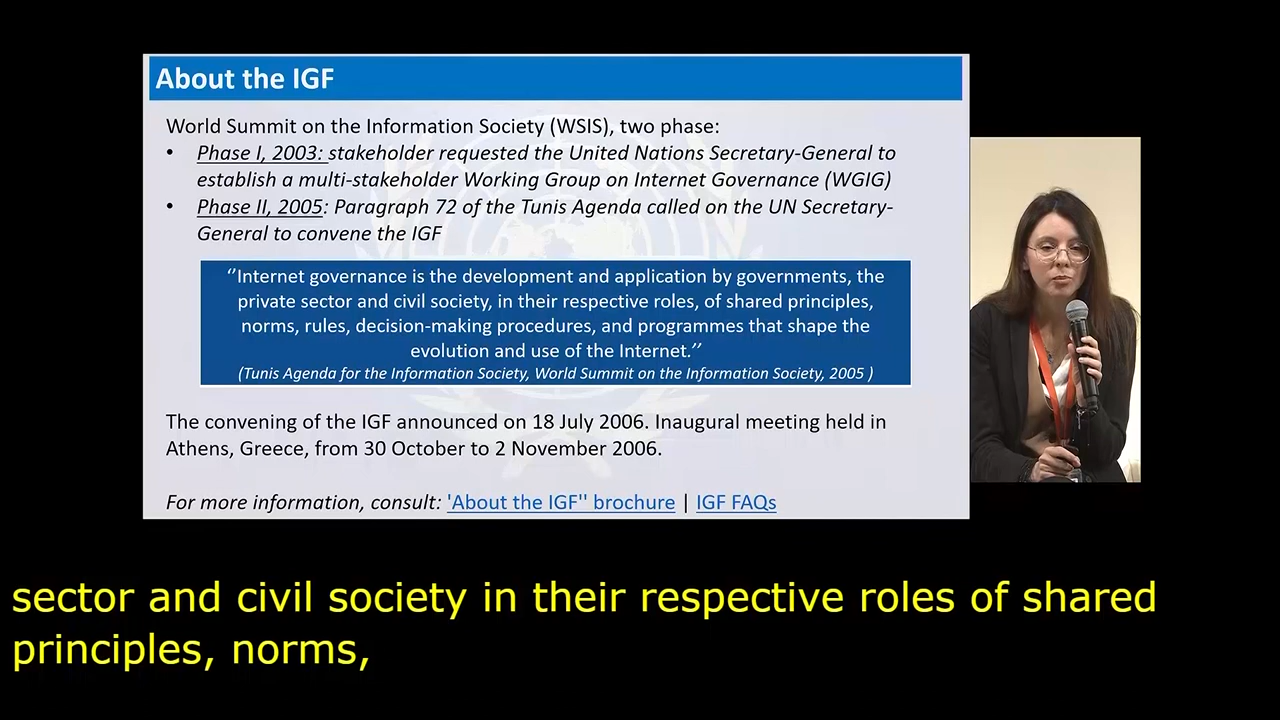 About the IGF
World Summit on the Information Society (WSIS), two phase:
• Phase I, 2003: stakeholder requested the United Nations Secretary-General to
establish a multi-stakeholder Working Group on Internet Governance (WGIG)
• Phase II, 2005: Paragraph 72 of the Tunis Agenda called on the UN Secretary-
General to convene the IGF
‘’Internet governance is the development and application by governments, the
private sector and civil society, in their respective roles, of shared principles,
norms, rules, decision-making procedures, and programmes that shape the
evolution and use of the Internet.’’
(Tunis Agenda for the Information Society, World Summit on the Information Society, 2005 )
The convening of the IGF announced on 18 July 2006. Inaugural meeting held in
Athens, Greece, from 30 October to 2 November 2006.
For more information, consult: 'About the IGF'' brochure | IGF FAQs
sector and civil society in their respective roles of shared
principles, norms,